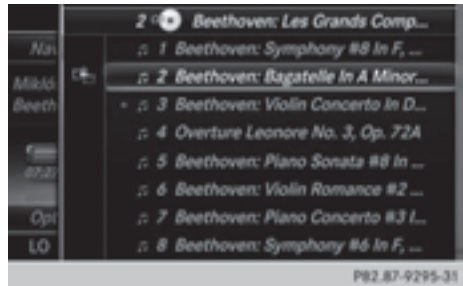 2 Beethoven: Les Grands Comp...
Nav
1 Beethoven: Symphony #8 In F, ...
Mikló
2 Beethoven: Bagatelle In A Minor...
Beeth
3 Beethoven: Violin Concerto In D...
4 Overture Leonore No. 3, Op. 72A
5 Beethoven: Piano Sonata #8 In ...
6 Beethoven: Violin Romance #2 ...
Opt
7 Beethoven: Piano Concerto #3 I...
LO
8 Beethoven: Symphony #6 In F, ...
P82.87-9295-31